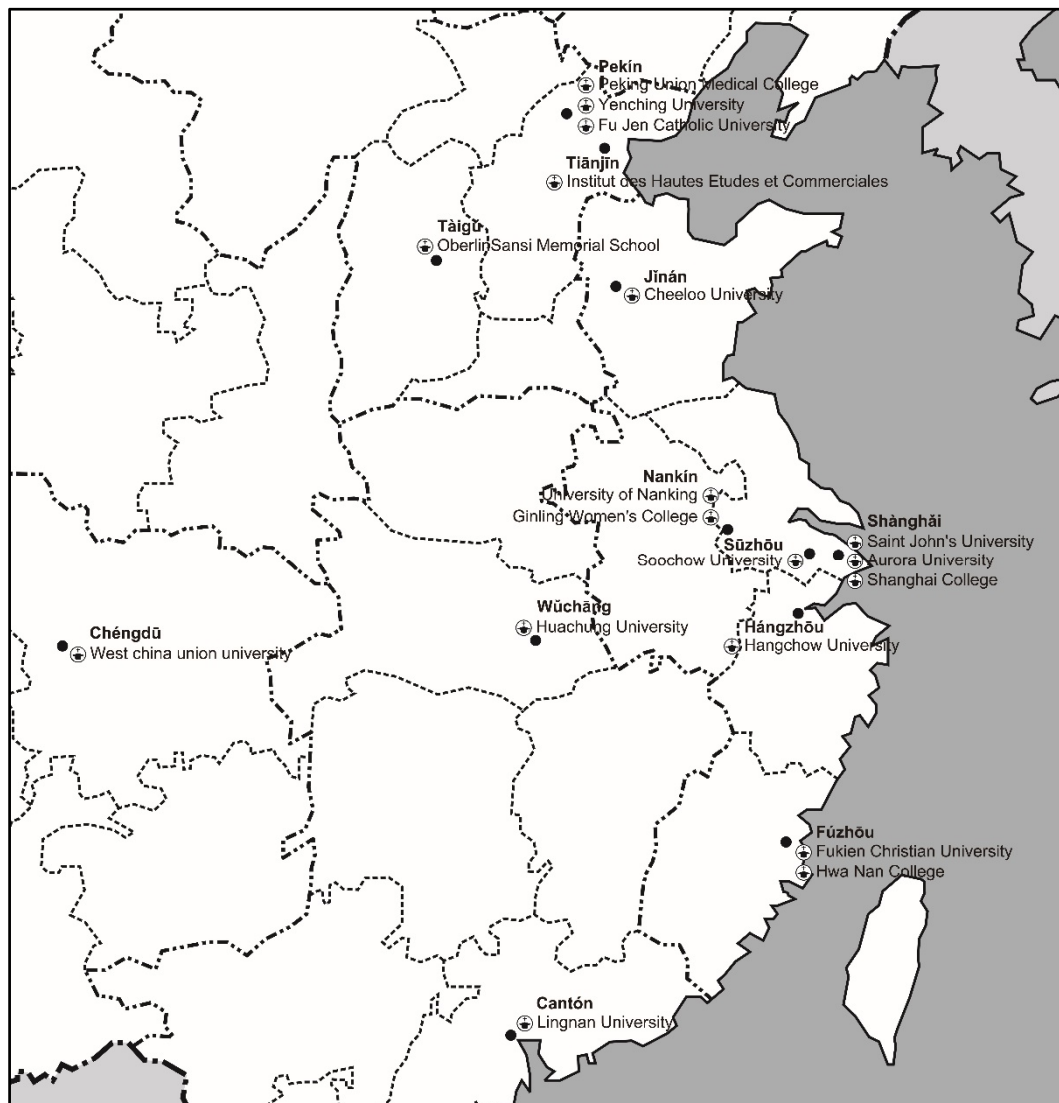 Pekín
Peking Union Medical College
Yenching University
Fu Jen Catholic University
Tiānjīn
Institut des Hautes Etudes et Commerciales
Tàigǔ
OberlinSansi Memorial School
Jǐnán
Cheeloo University
Nankín
University of Nanking
Ginling Women's College
Shànghǎi
Saint John's University
Aurora University
Shanghai College
Sūzhōu
Soochow University
Wǔchāng
Huachung University
Hángzhōu
Hangchow University
Chéngdū
West china union university
Fúzhōu
Fukien Christian University
Hwa Nan College
Cantón
Lingnan University